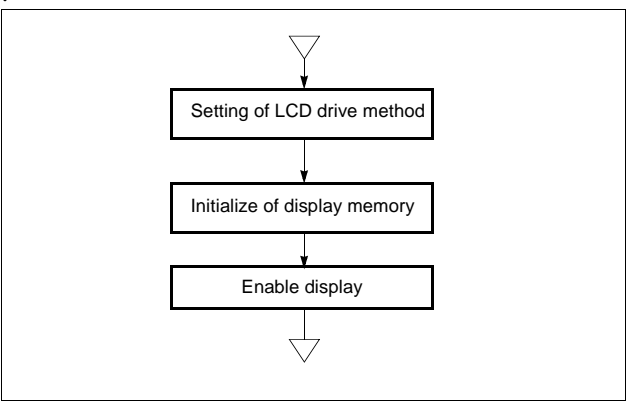 Setting of LCD drive method
Initialize of display memory
Enable display